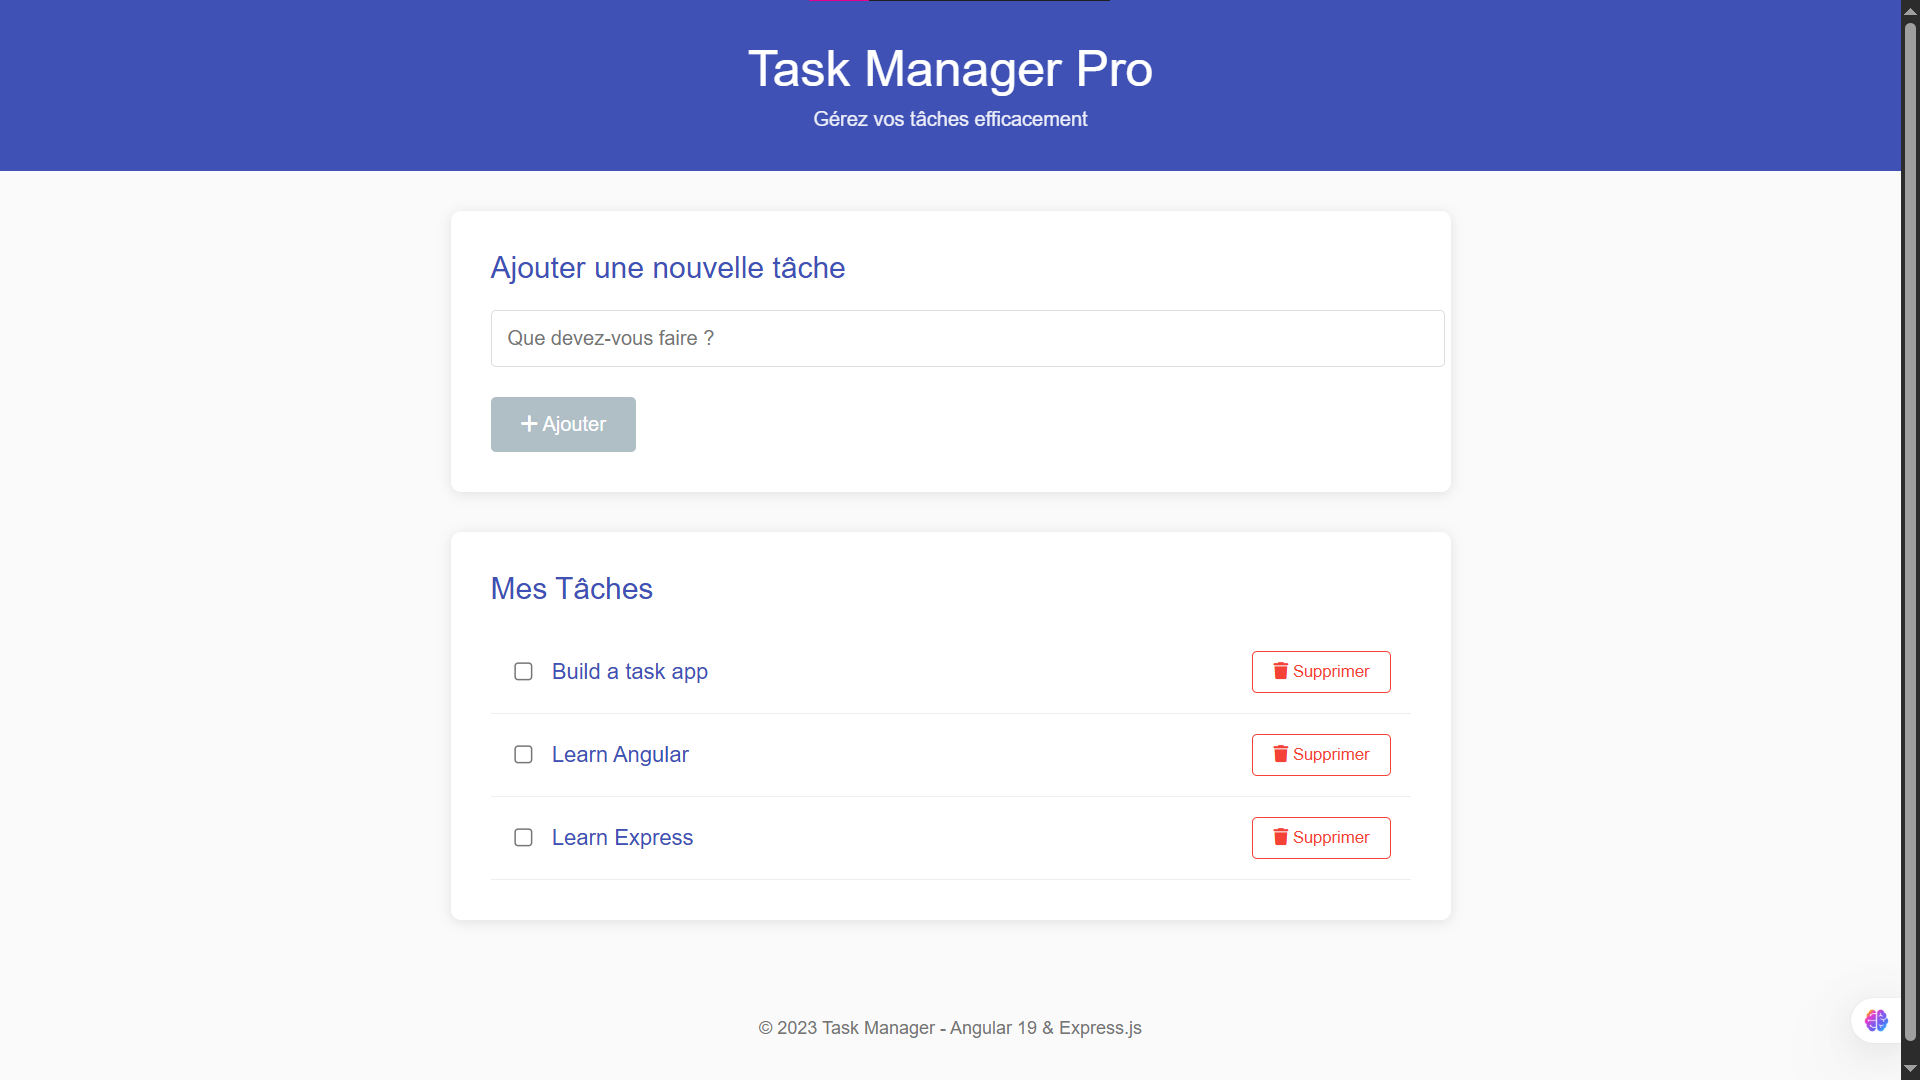 Task Manager Pro
Gérez vos tâches efficacement
Ajouter une nouvelle tâche
Que devez-vous faire ?
Ajouter
Mes Tâches
Build a task app
Supprimer
Learn Angular
Supprimer
Learn Express
Supprimer
© 2023 Task Manager - Angular 19 & Express.js